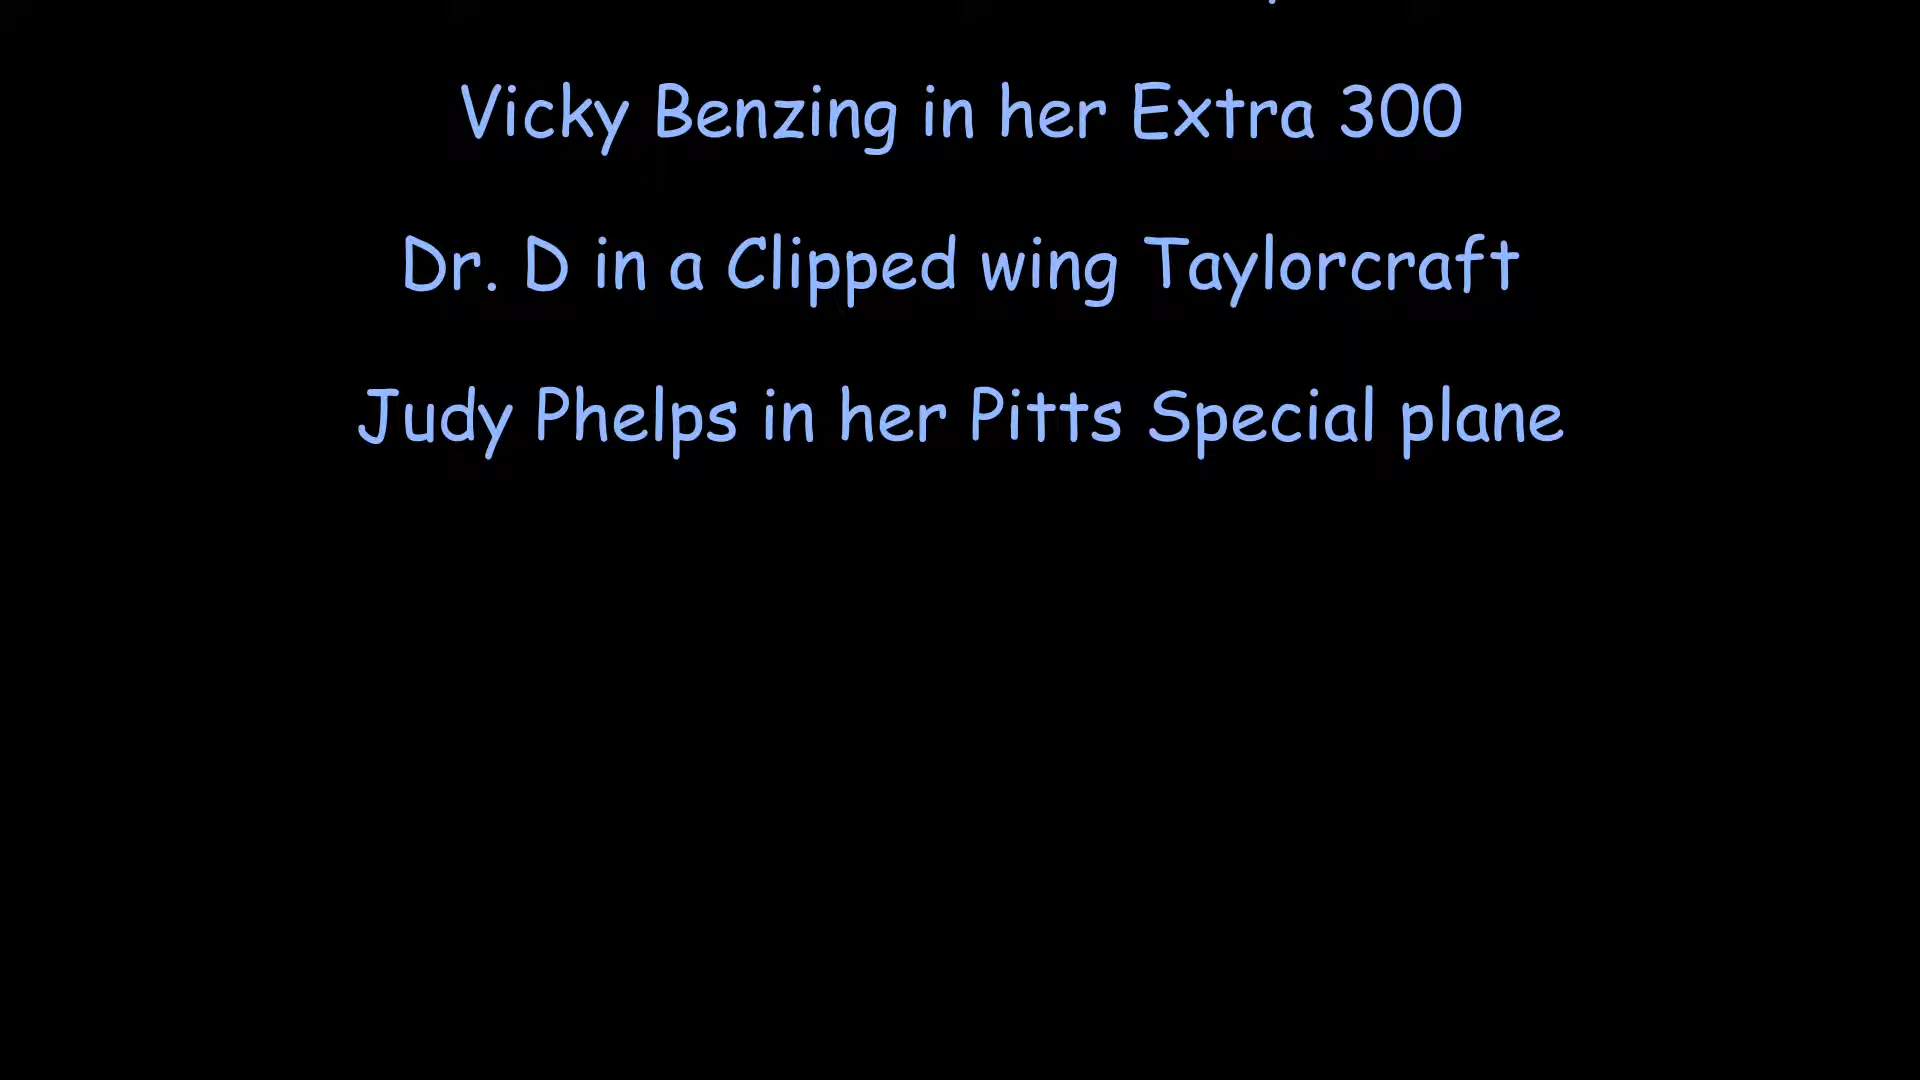 Vicky Benzing in her Extra 300
Dr. D in a Clipped wing Taylorcraft
Judy Phelps in her Pitts Special plane